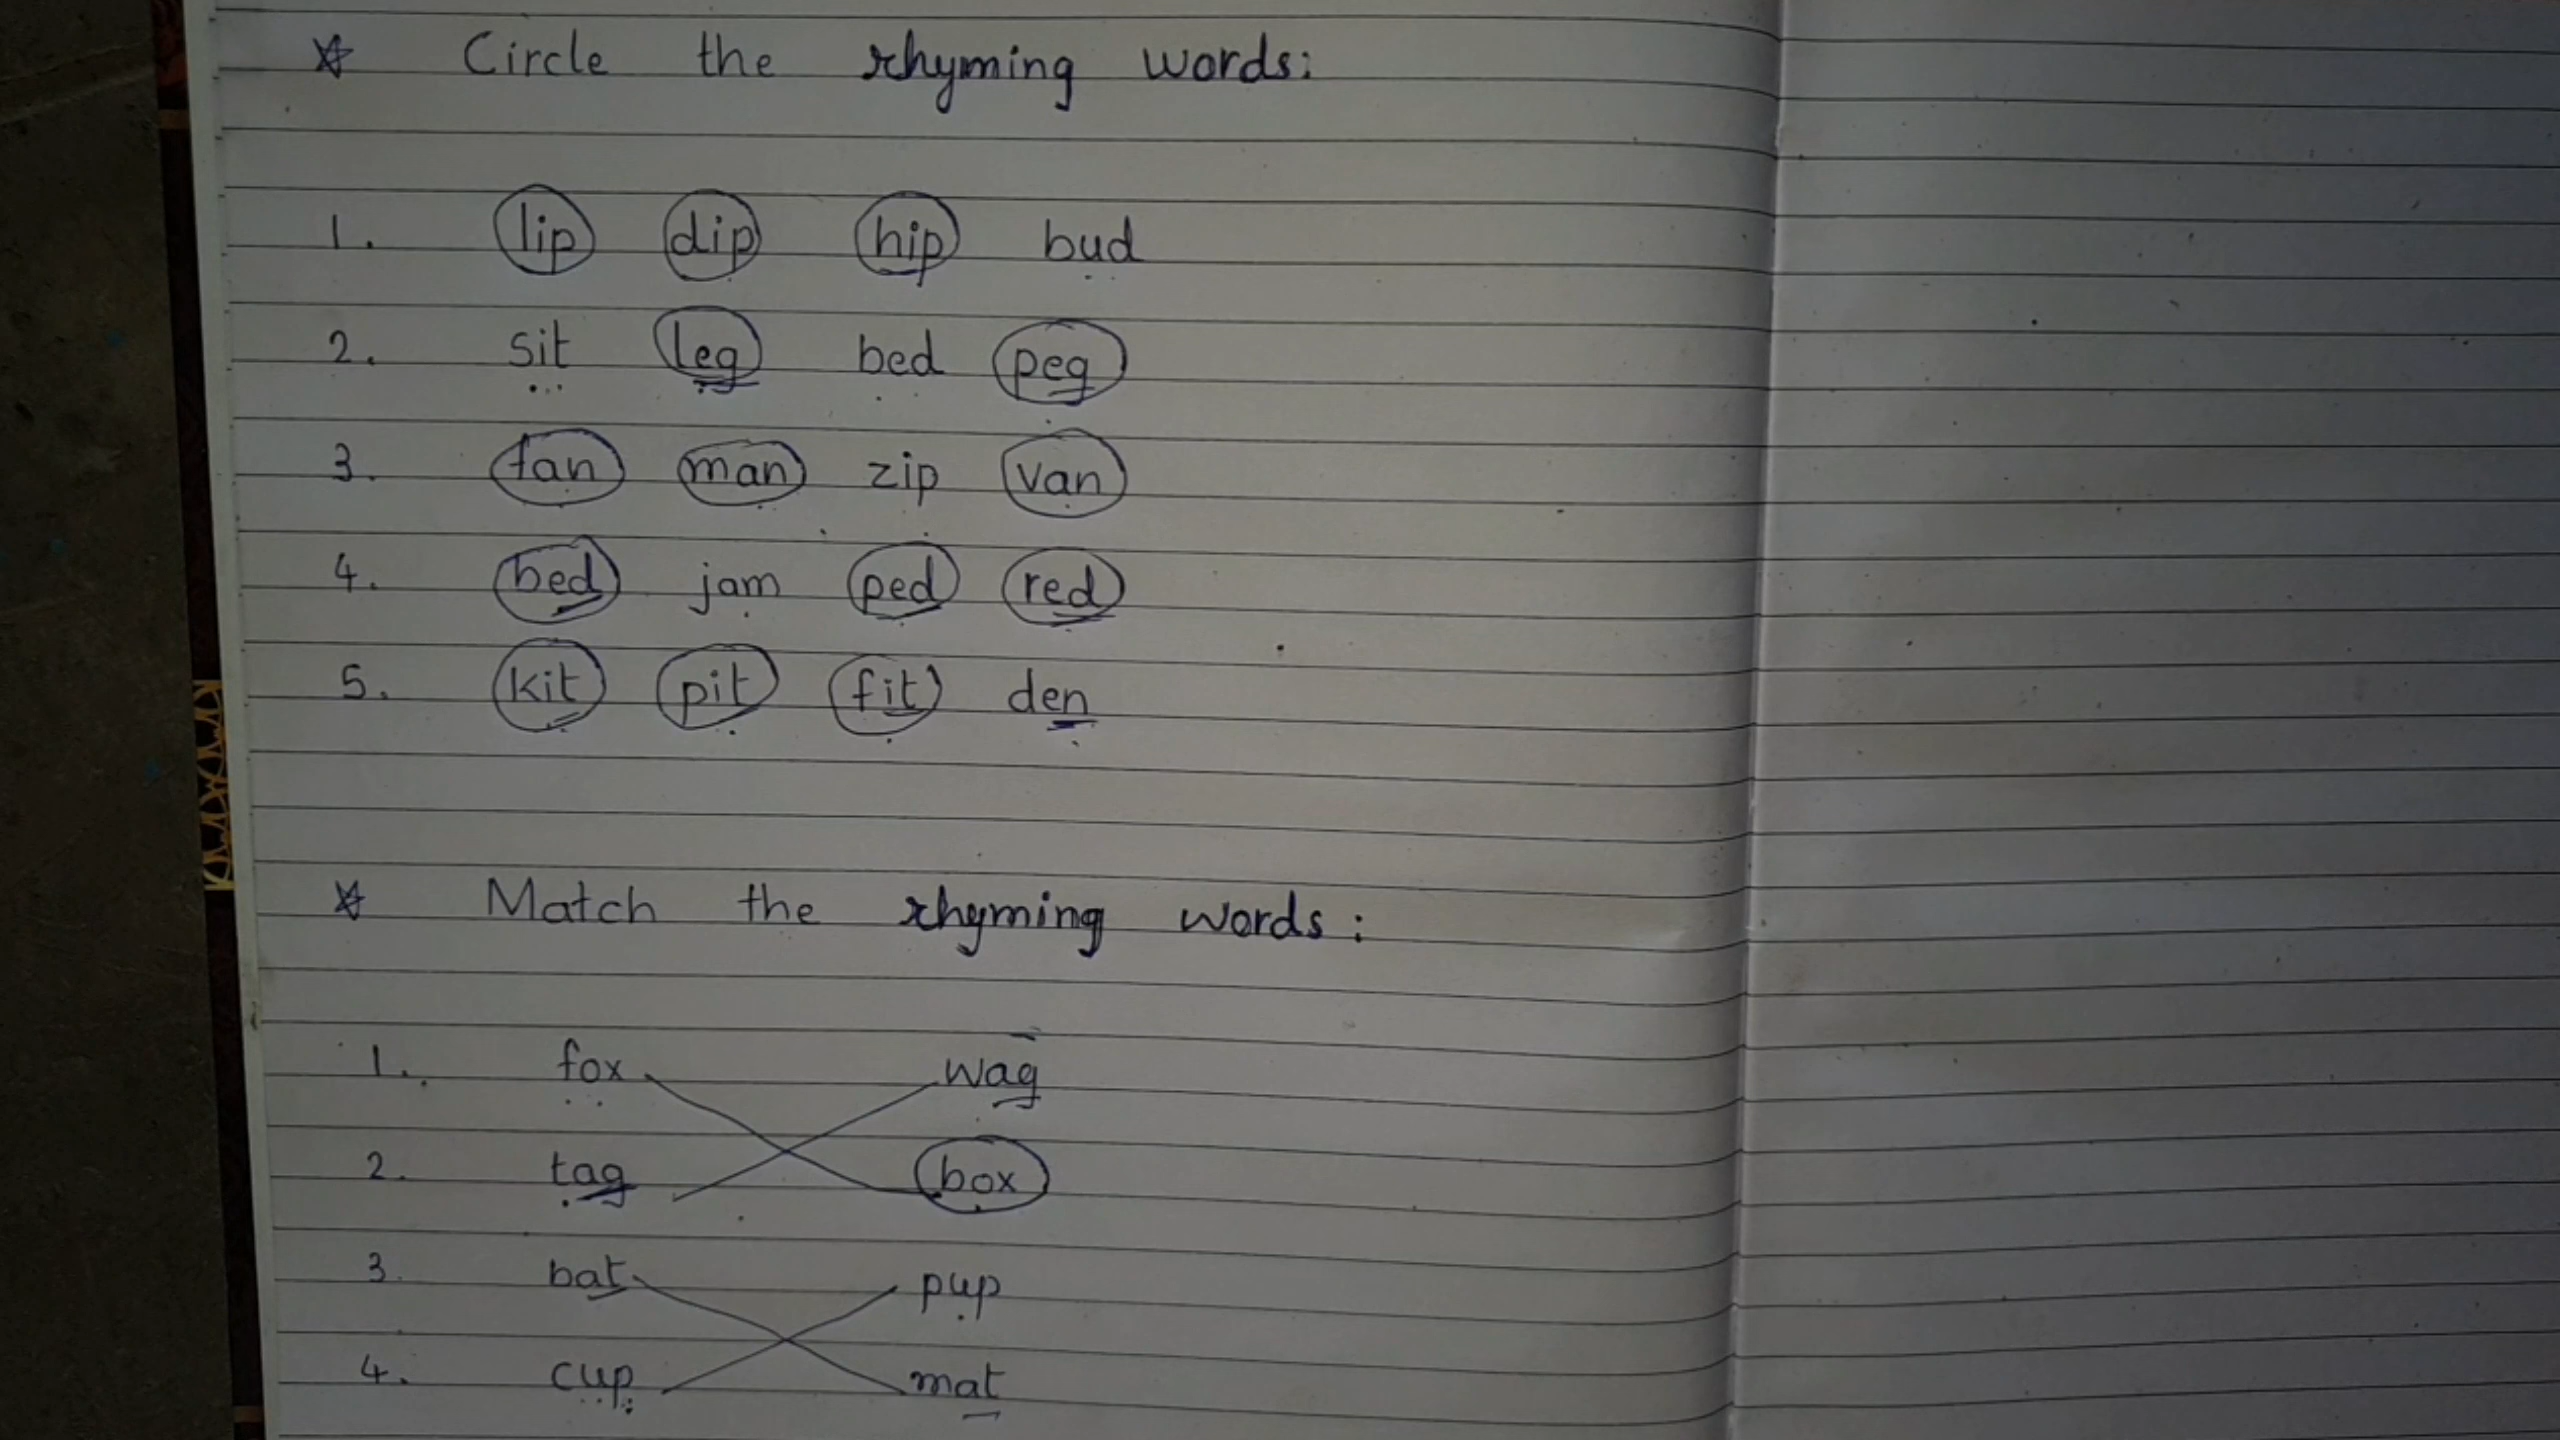 ☆ Circle the rhyming words:
1. lip dip hip bud
2. sit leg bed peg
3. fan man zip van
4. bed jam ped red
5. kit pit fit den
☆ Match the rhyming words:
1. fox wag
2. tag box
3. bat pup
4. cup mat